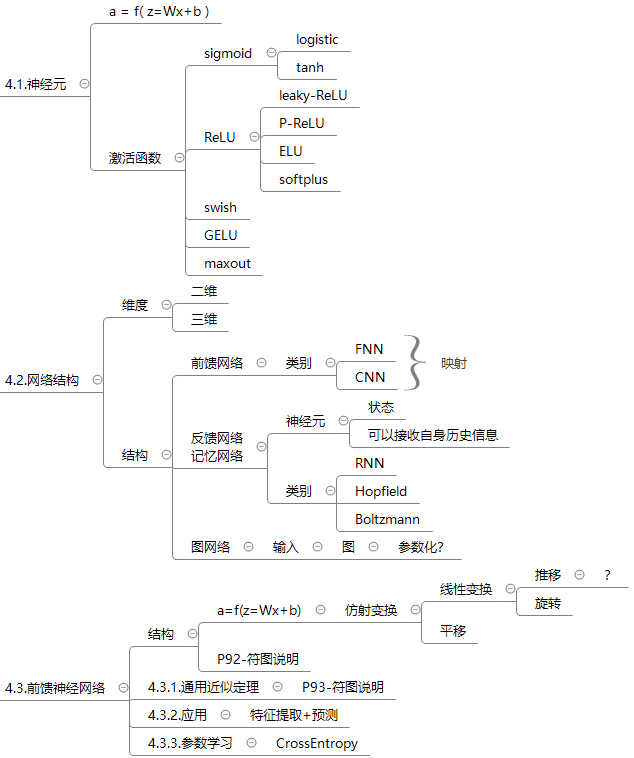 4.1.神经元
a = f( z=Wx+b )
激活函数
sigmoid
logistic
tanh
ReLU
leaky-ReLU
P-ReLU
ELU
softplus
swish
GELU
maxout
4.2.网络结构
维度
二维
三维
结构
前馈网络
类别
FNN
CNN
映射
反馈网络
记忆网络
神经元
状态
可以接收自身历史信息
类别
RNN
Hopfield
Boltzmann
图网络
输入
图
参数化?
4.3.前馈神经网络
结构
a=f(z=Wx+b)
仿射变换
线性变换
推移
?
旋转
平移
P92-符图说明
4.3.1.通用近似定理
P93-符图说明
4.3.2.应用
特征提取+预测
4.3.3.参数学习
CrossEntropy